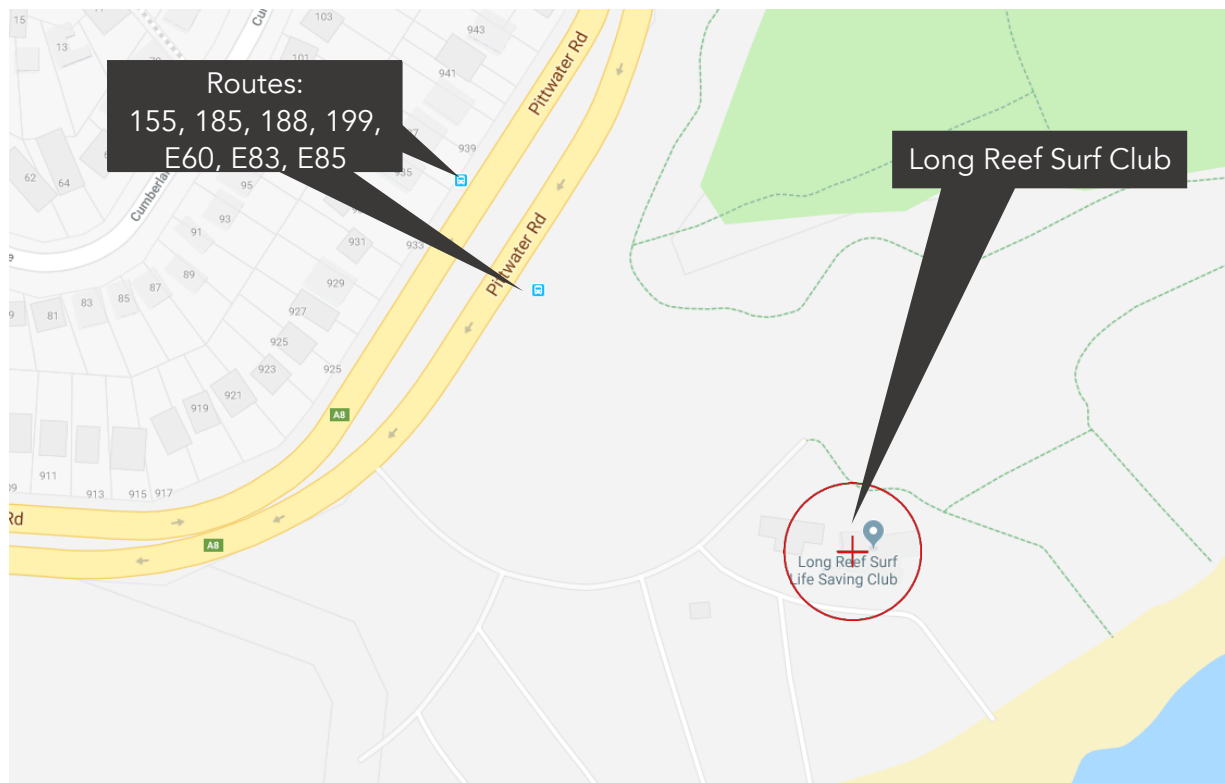 15
13
103
101
943
941
Pittwater Rd
Routes:
155, 185, 188, 199,
E60, E83, E85
Long Reef Surf Club
939
935
933
62
64
95
93
91
89
87
85
83
81
Pittwater Rd
931
929
927
925
925
923
921
919
A8
911
913
915
917
Rd
A8
Long Reef Surf
Life Saving Club